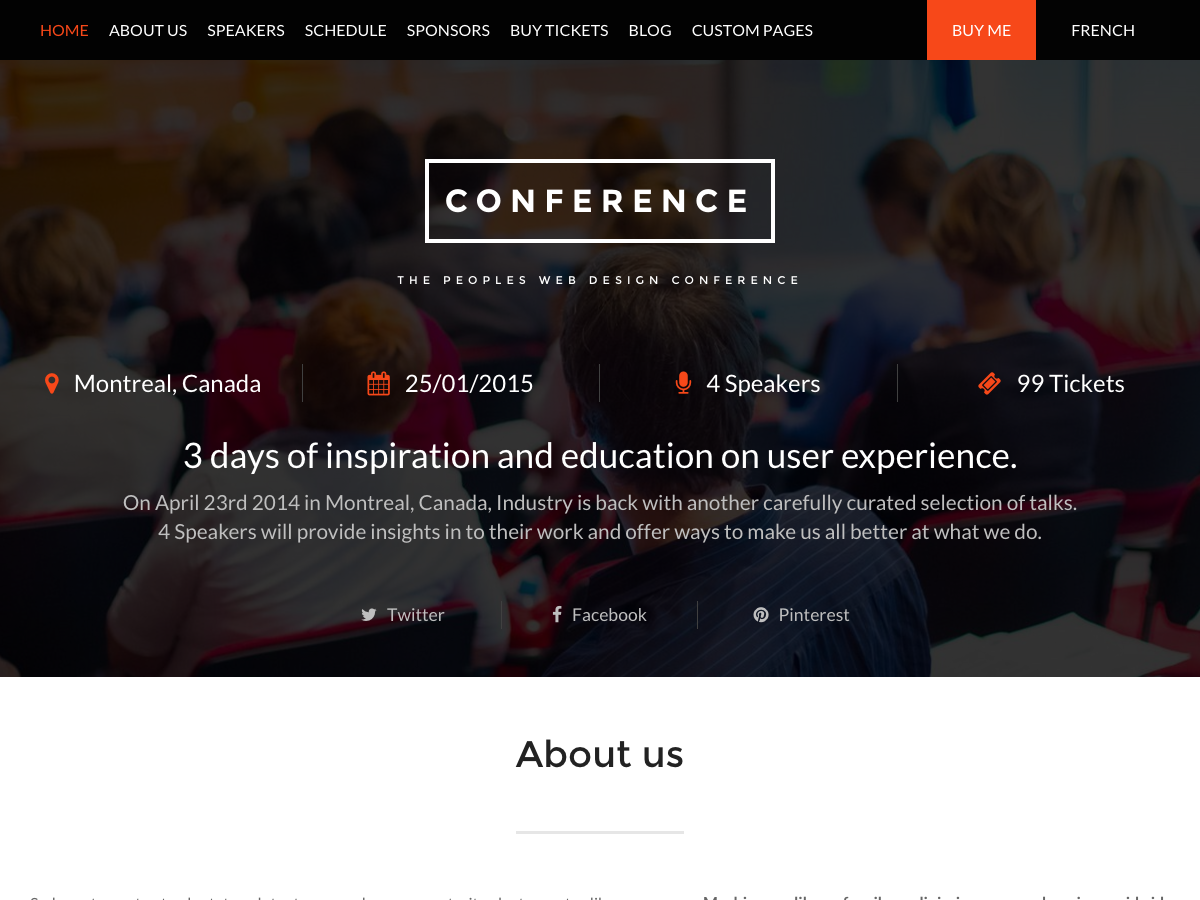 HOME ABOUT US SPEAKERS SCHEDULE SPONSORS BUY TICKETS BLOG CUSTOM PAGES BUY ME FRENCH
CONFERENCE
THE PEOPLES WEB DESIGN CONFERENCE
Montreal, Canada 25/01/2015 4 Speakers 99 Tickets
3 days of inspiration and education on user experience.
On April 23rd 2014 in Montreal, Canada, Industry is back with another carefully curated selection of talks.
4 Speakers will provide insights in to their work and offer ways to make us all better at what we do.
Twitter Facebook Pinterest
About us